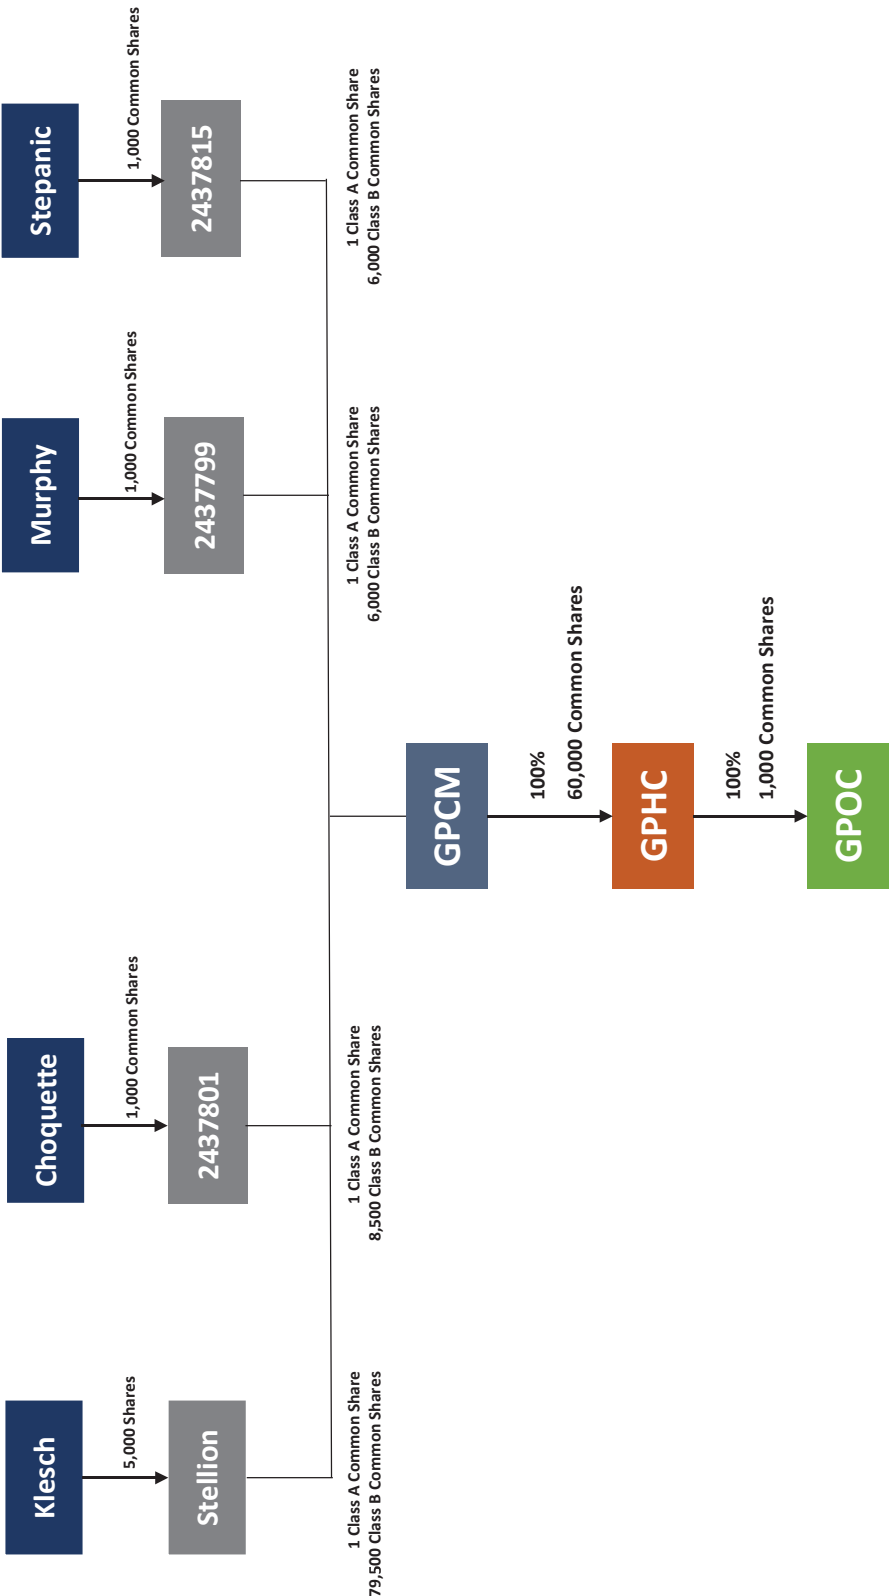 Klesch
Choquette
Murphy
Stepanic
5,000 Shares
1,000 Common Shares
1,000 Common Shares
1,000 Common Shares
Stellion
2437801
2437799
2437815
1 Class A Common Share
79,500 Class B Common Shares
1 Class A Common Share
8,500 Class B Common Shares
1 Class A Common Share
6,000 Class B Common Shares
1 Class A Common Share
6,000 Class B Common Shares
GPCM
100%
60,000 Common Shares
GPHC
100%
1,000 Common Shares
GPOC